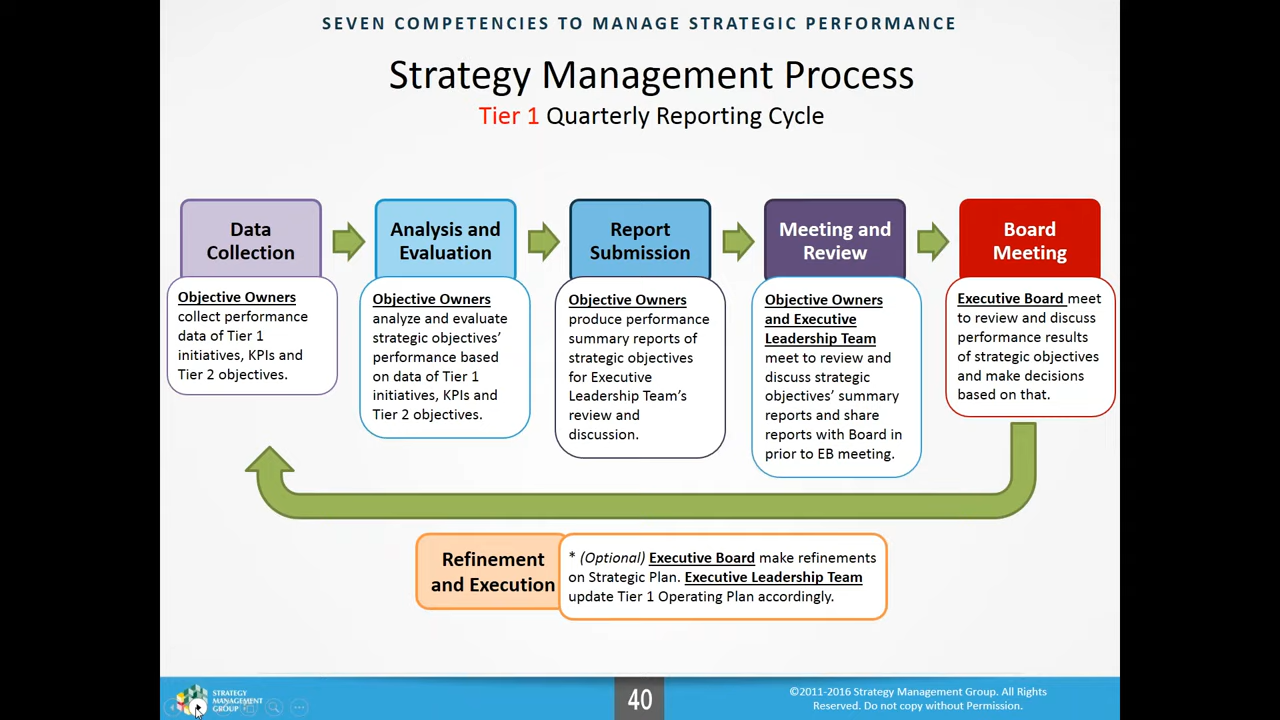 SEVEN COMPETENCIES TO MANAGE STRATEGIC PERFORMANCE
Strategy Management Process
Tier 1 Quarterly Reporting Cycle
Data
Collection
Objective Owners
collect performance
data of Tier 1
initiatives, KPIs and
Tier 2 objectives.
Analysis and
Evaluation
Objective Owners
analyze and evaluate
strategic objectives’
performance based
on data of Tier 1
initiatives, KPIs and
Tier 2 objectives.
Report
Submission
Objective Owners
produce performance
summary reports of
strategic objectives
for Executive
Leadership Team’s
review and
discussion.
Meeting and
Review
Objective Owners
and Executive
Leadership Team
meet to review and
discuss strategic
objectives’ summary
reports and share
reports with Board in
prior to EB meeting.
Board
Meeting
Executive Board meet
to review and discuss
performance results
of strategic objectives
and make decisions
based on that.
Refinement
and Execution
* (Optional) Executive Board make refinements
on Strategic Plan. Executive Leadership Team
update Tier 1 Operating Plan accordingly.
STRATEGY
MANAGEMENT
GROUP
40
©2011-2016 Strategy Management Group. All Rights
Reserved. Do not copy without Permission.